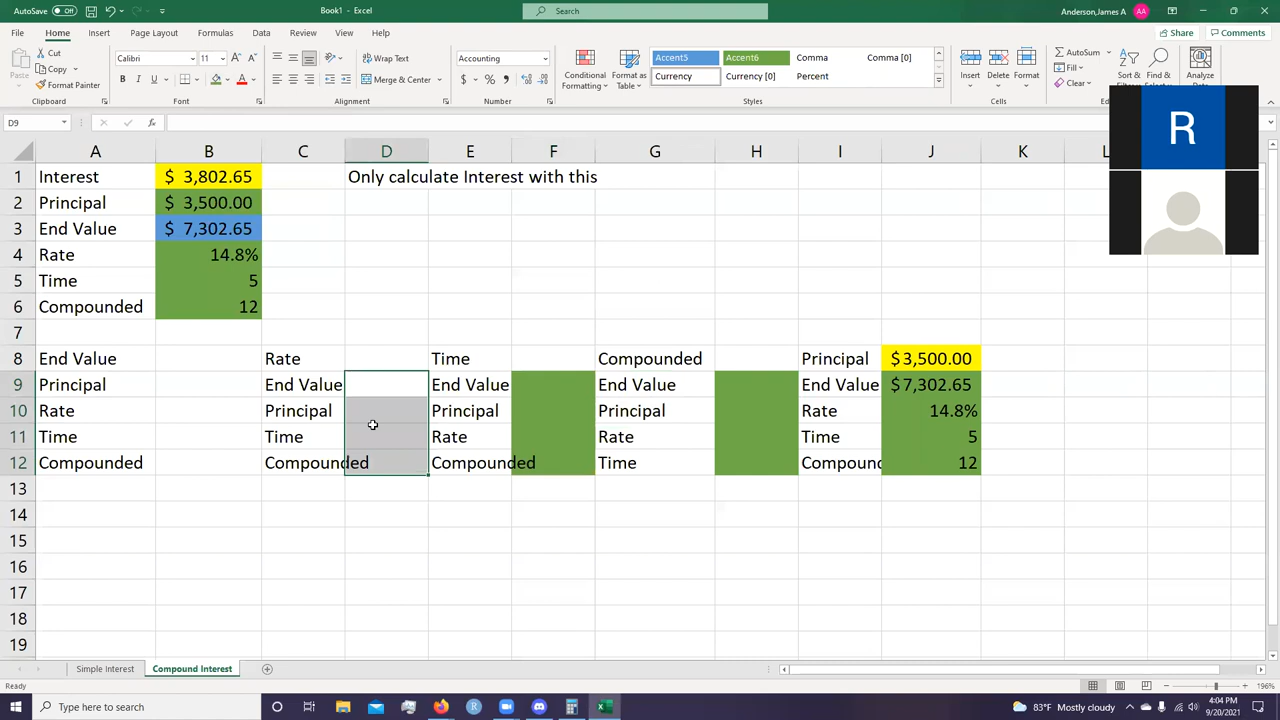 AutoSave Off Book1 - Excel Search Anderson,James A AA
File Home Insert Page Layout Formulas Data Review View Help Share Comments
Paste Cut Copy Format Painter Clipboard
Calibri 11 B I U Font
Wrap Text Merge & Center Alignment
Accounting $ % , Number
Conditional Formatting Format as Table
Accent5 Accent6 Comma Comma [0]
Currency Currency [0] Percent
Styles
Insert Delete Format Cells
AutoSum Fill Clear Sort & Find & Analyze
D9 fx
R
A B C D E F G H I J K L
1 Interest $ 3,802.65 Only calculate Interest with this
2 Principal $ 3,500.00
3 End Value $ 7,302.65
4 Rate 14.8%
5 Time 5
6 Compounded 12
7
8 End Value Rate Time Compounded Principal $3,500.00
9 Principal End Value End Value End Value End Value $7,302.65
10 Rate Principal Principal Principal Rate 14.8%
11 Time Time Rate Rate Time 5
12 Compounded Compounded Compounded Time Compound 12
13
14
15
16
17
18
19
Simple Interest Compound Interest
Ready 196%
Type here to search 83°F Mostly cloudy 4:04 PM
9/20/2021